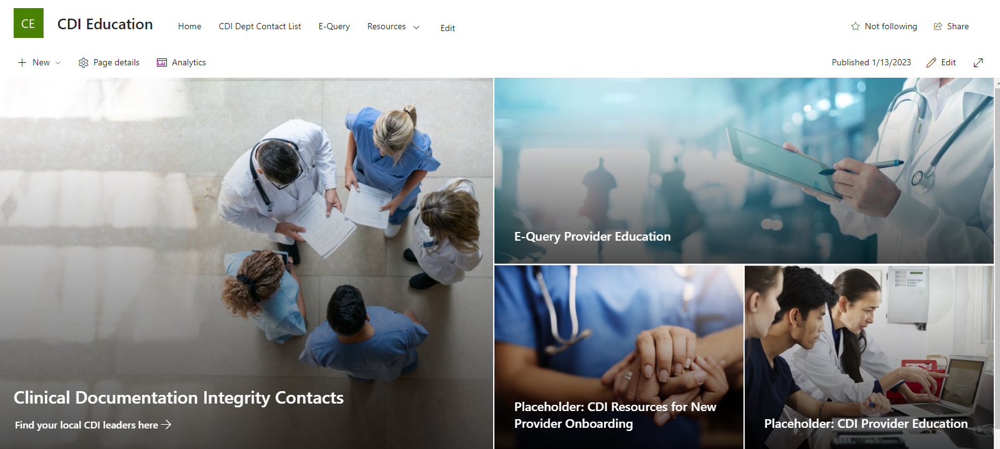 CE
CDI Education
Home
CDI Dept Contact List
E-Query
Resources
Edit
Not following
Share
New
Page details
Analytics
Published 1/13/2023
Edit
E-Query Provider Education
Clinical Documentation Integrity Contacts
Find your local CDI leaders here
Placeholder: CDI Resources for New
Provider Onboarding
Placeholder: CDI Provider Education